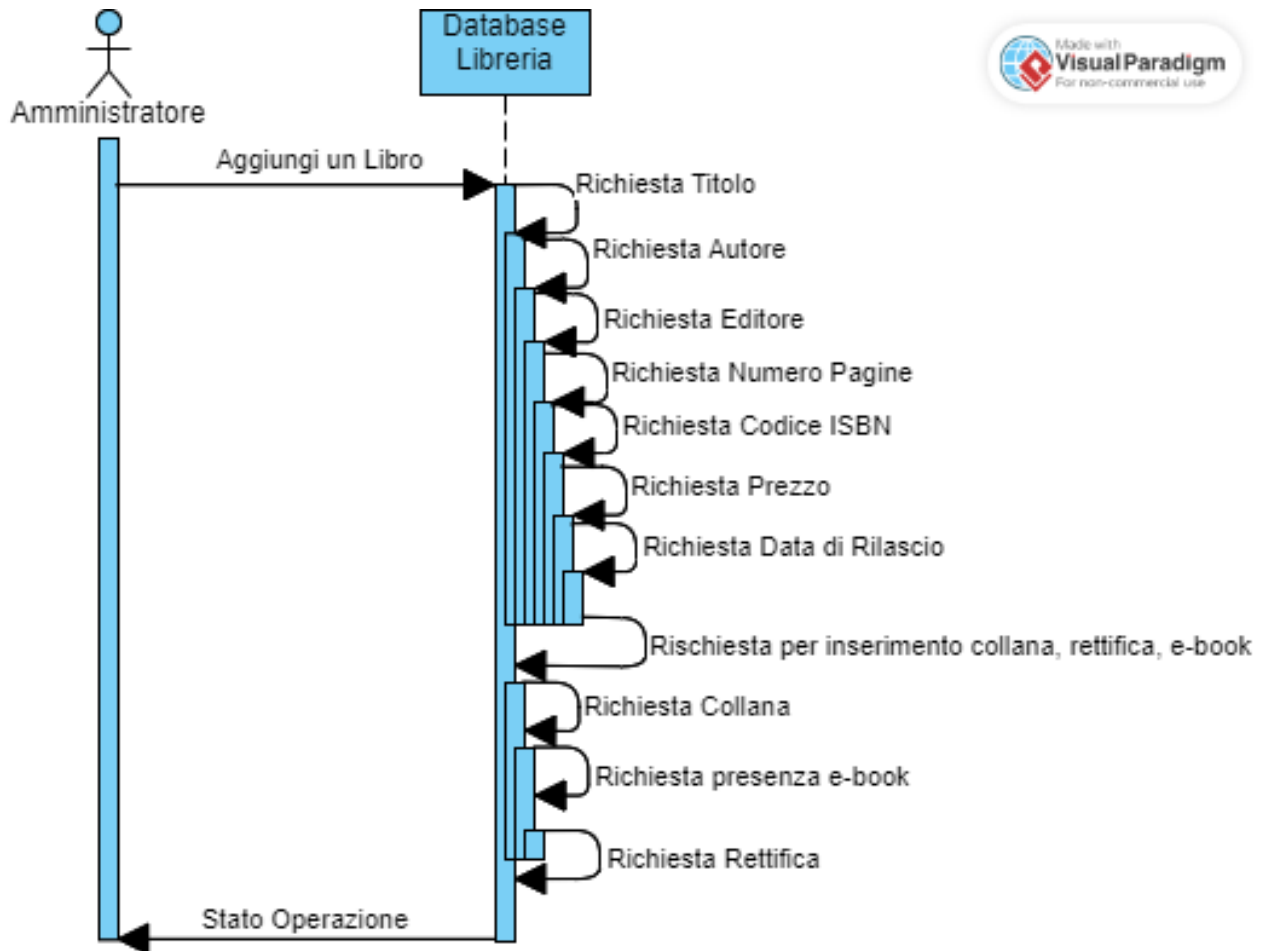 Database
Libreria
Made with
Visual Paradigm
For non-commercial use
Amministratore
Aggiungi un Libro
Richiesta Titolo
Richiesta Autore
Richiesta Editore
Richiesta Numero Pagine
Richiesta Codice ISBN
Richiesta Prezzo
Richiesta Data di Rilascio
Rischiesta per inserimento collana, rettifica, e-book
Richiesta Collana
Richiesta presenza e-book
Richiesta Rettifica
Stato Operazione